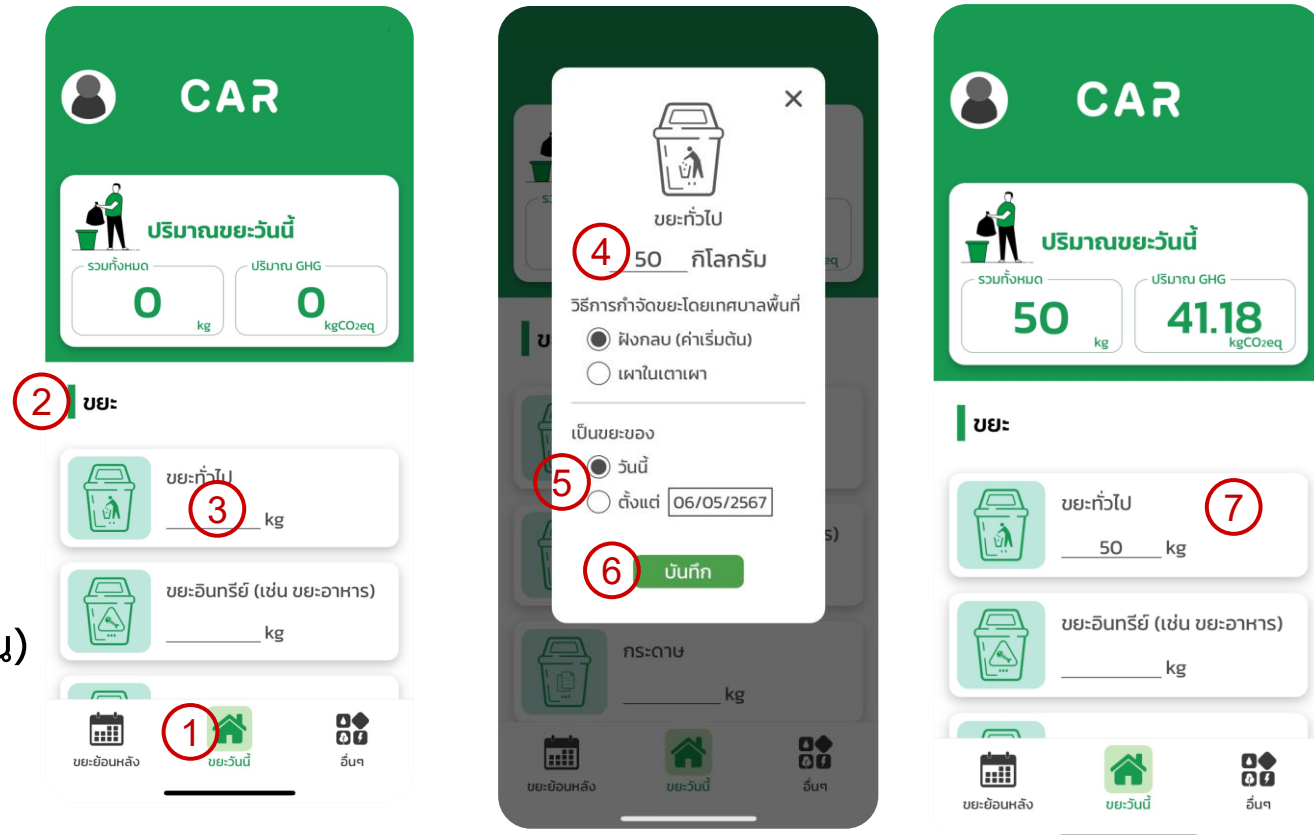 CAR
ปริมาณขยะวันนี้
รวมทั้งหมด
ปริมาณ GHG
0
kg
0
kgCO₂eq
2
ขยะ
ขยะทั่วไป
3
kg
ขยะอินทรีย์ (เช่น ขยะอาหาร)
kg
น)
1
ขยะย้อนหลัง
ขยะวันนี้
อื่นๆ
ขยะทั่วไป
4
50 กิโลกรัม
วิธีการกำจัดขยะโดยเทศบาลพื้นที่
ฝังกลบ (ค่าเริ่มต้น)
เผาในเตาเผา
เป็นขยะของ
5
วันนี้
ตั้งแต่ 06/05/2567
6
บันทึก
กระดาษ
kg
ขยะย้อนหลัง
ขยะวันนี้
อื่นๆ
CAR
ปริมาณขยะวันนี้
รวมทั้งหมด
ปริมาณ GHG
50
kg
41.18
kgCO₂eq
ขยะ
ขยะทั่วไป
7
50 kg
ขยะอินทรีย์ (เช่น ขยะอาหาร)
kg
ขยะย้อนหลัง
ขยะวันนี้
อื่นๆ